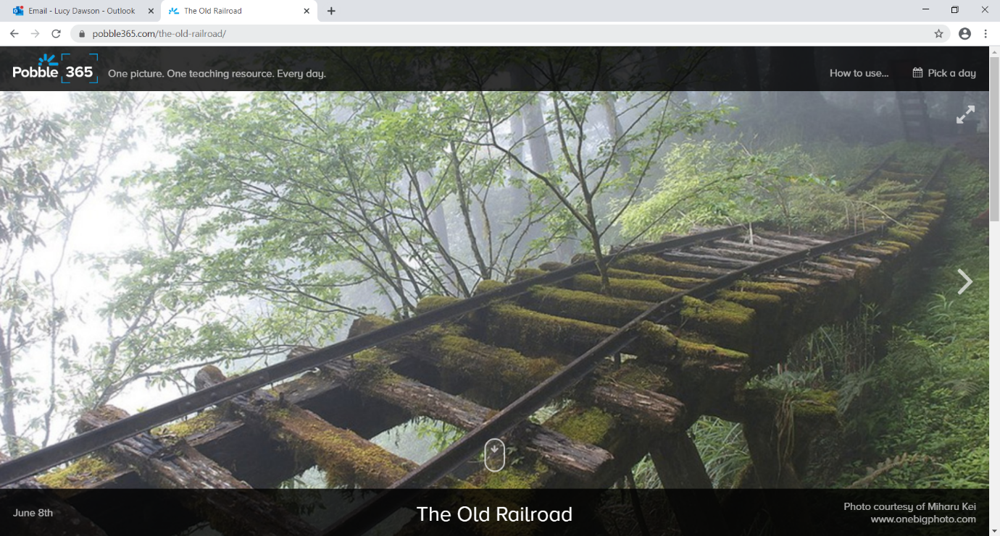 Email - Lucy Dawson - Outlook
The Old Railroad
pobble365.com/the-old-railroad/
Pobble 365
One picture. One teaching resource. Every day.
How to use...
Pick a day
June 8th
The Old Railroad
Photo courtesy of Miharu Kei
www.onebigphoto.com